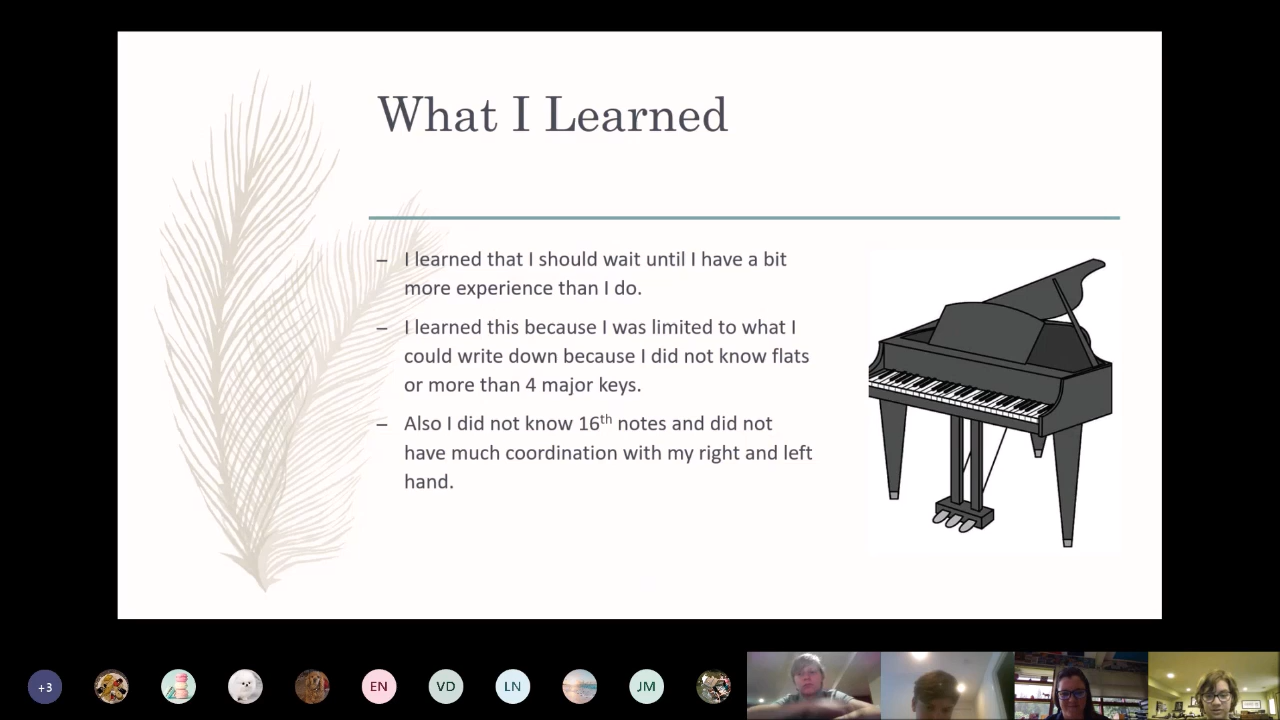 What I Learned
– I learned that I should wait until I have a bit
more experience than I do.
– I learned this because I was limited to what I
could write down because I did not know flats
or more than 4 major keys.
– Also I did not know 16th notes and did not
have much coordination with my right and left
hand.
+3 EN VD LN JM